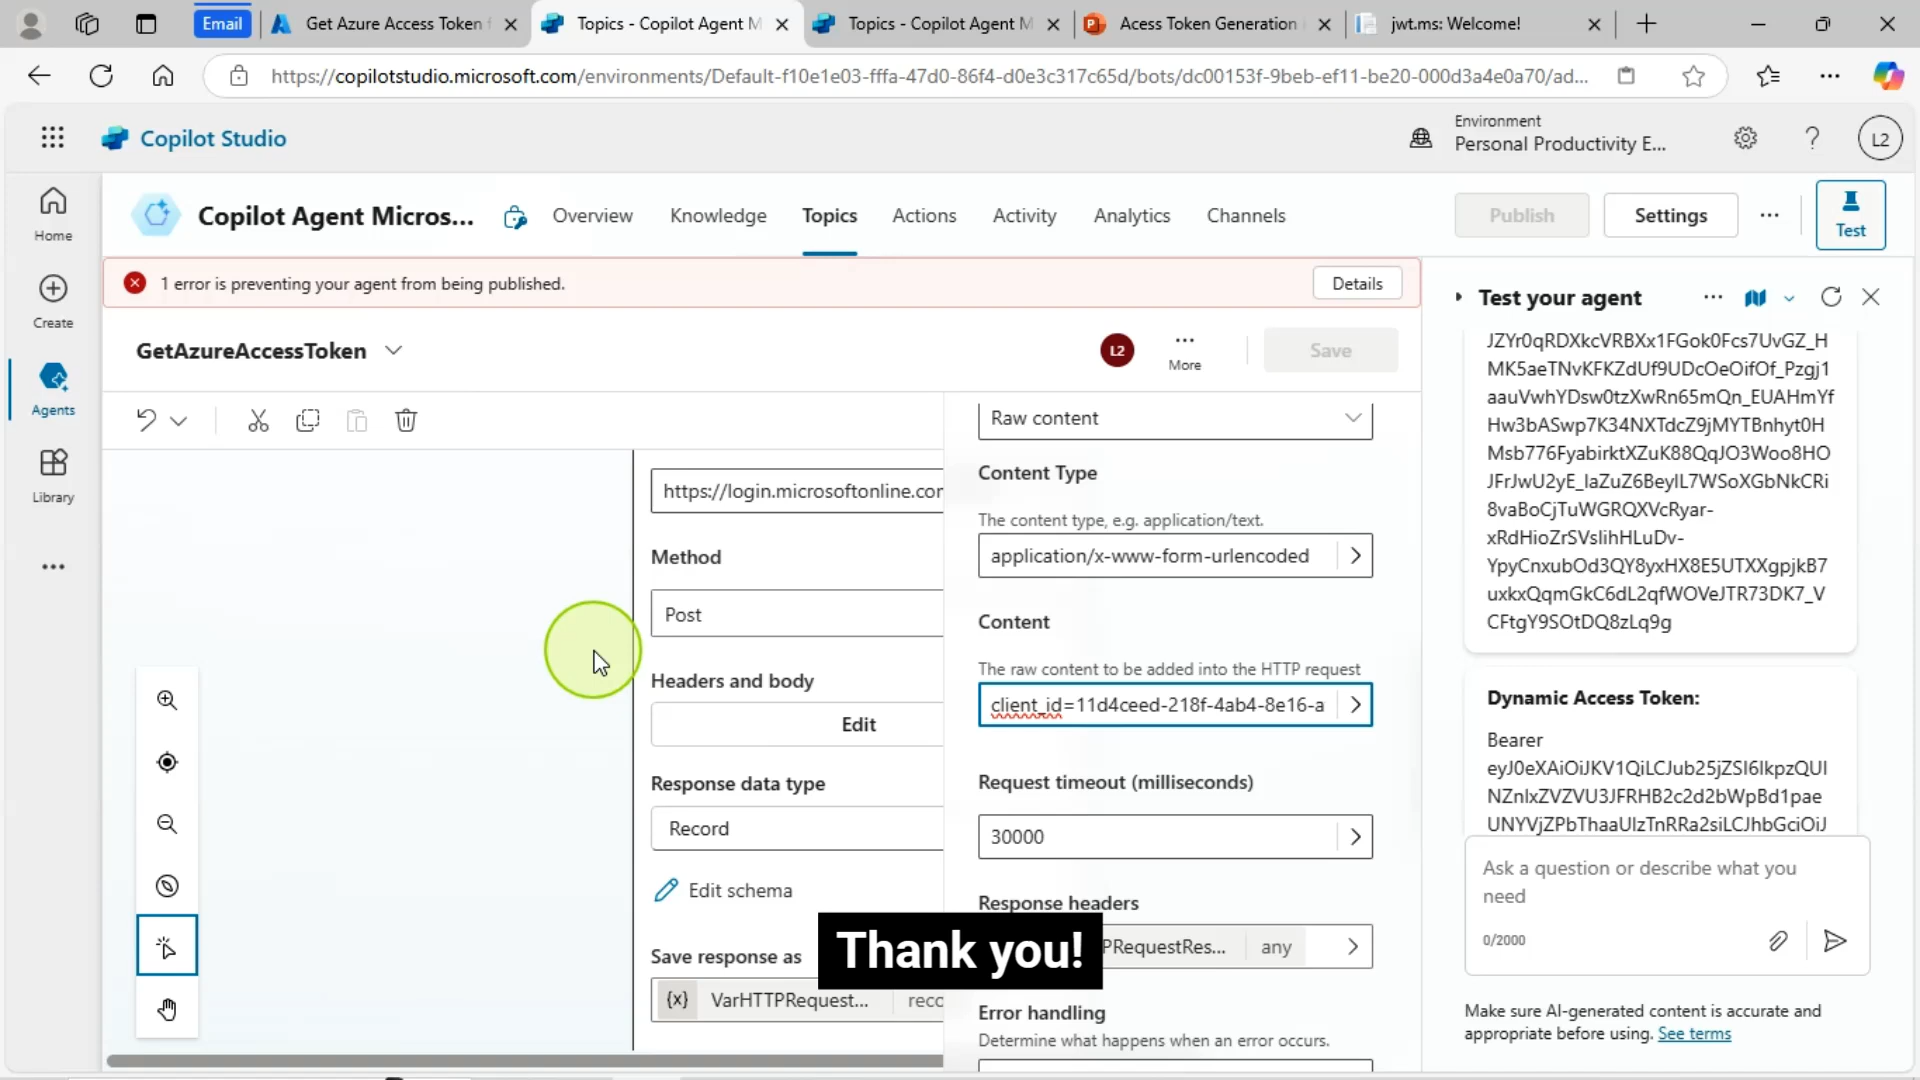 Email
Get Azure Access Token f
Topics - Copilot Agent M
Topics - Copilot Agent M
Acess Token Generation
jwt.ms: Welcome!
https://copilotstudio.microsoft.com/environments/Default-f10e1e03-fffa-47d0-86f4-d0e3c317c65d/bots/dc00153f-9beb-ef11-be20-000d3a4e0a70/ad...
Copilot Studio
Environment
Personal Productivity E...
L2
Home
Create
Agents
Library
Copilot Agent Micros...
Overview
Knowledge
Topics
Actions
Activity
Analytics
Channels
Publish
Settings
Test
1 error is preventing your agent from being published.
Details
GetAzureAccessToken
L2
More
Save
https://login.microsoftonline.cor
Method
Post
Headers and body
Edit
Response data type
Record
Edit schema
Save response as
{x} VarHTTPRequest... reco
Raw content
Content Type
The content type, e.g. application/text.
application/x-www-form-urlencoded
Content
The raw content to be added into the HTTP request
client_id=11d4ceed-218f-4ab4-8e16-a
Request timeout (milliseconds)
30000
Response headers
PRequestRes... any
Error handling
Determine what happens when an error occurs.
Thank you!
Test your agent
JZYr0qRDXkcVRBXx1FGok0Fcs7UvGZ_H
MK5aeTNvKFKZdUf9UDcOeOifOf_Pzgj1
aauVwhYDsw0tzXwRn65mQn_EUAHmYf
Hw3bASwp7K34NXTdcZ9jMYTBnhyt0H
Msb776FyabirktXZuK88QqJO3Woo8HO
JFrJwU2yE_laZuZ6BeylL7WSoXGbNkCRi
8vaBoCjTuWGRQXVcRyar-
xRdHioZrSVslihHLuDv-
YpyCnxubOd3QY8yxHX8E5UTXXgpjkB7
uxkxQqmGkC6dL2qfWOVeJTR73DK7_V
CFtgY9SOtDQ8zLq9g
Dynamic Access Token:
Bearer
eyJ0eXAiOiJKV1QiLCJub25jZSI6IkpzQUI
NZnlxZVZVU3JFRHB2c2d2bWpBd1pae
UNYVjZPbThaaUlzTnRRa2siLCJhbGciOiJ
Ask a question or describe what you
need
0/2000
Make sure AI-generated content is accurate and
appropriate before using. See terms